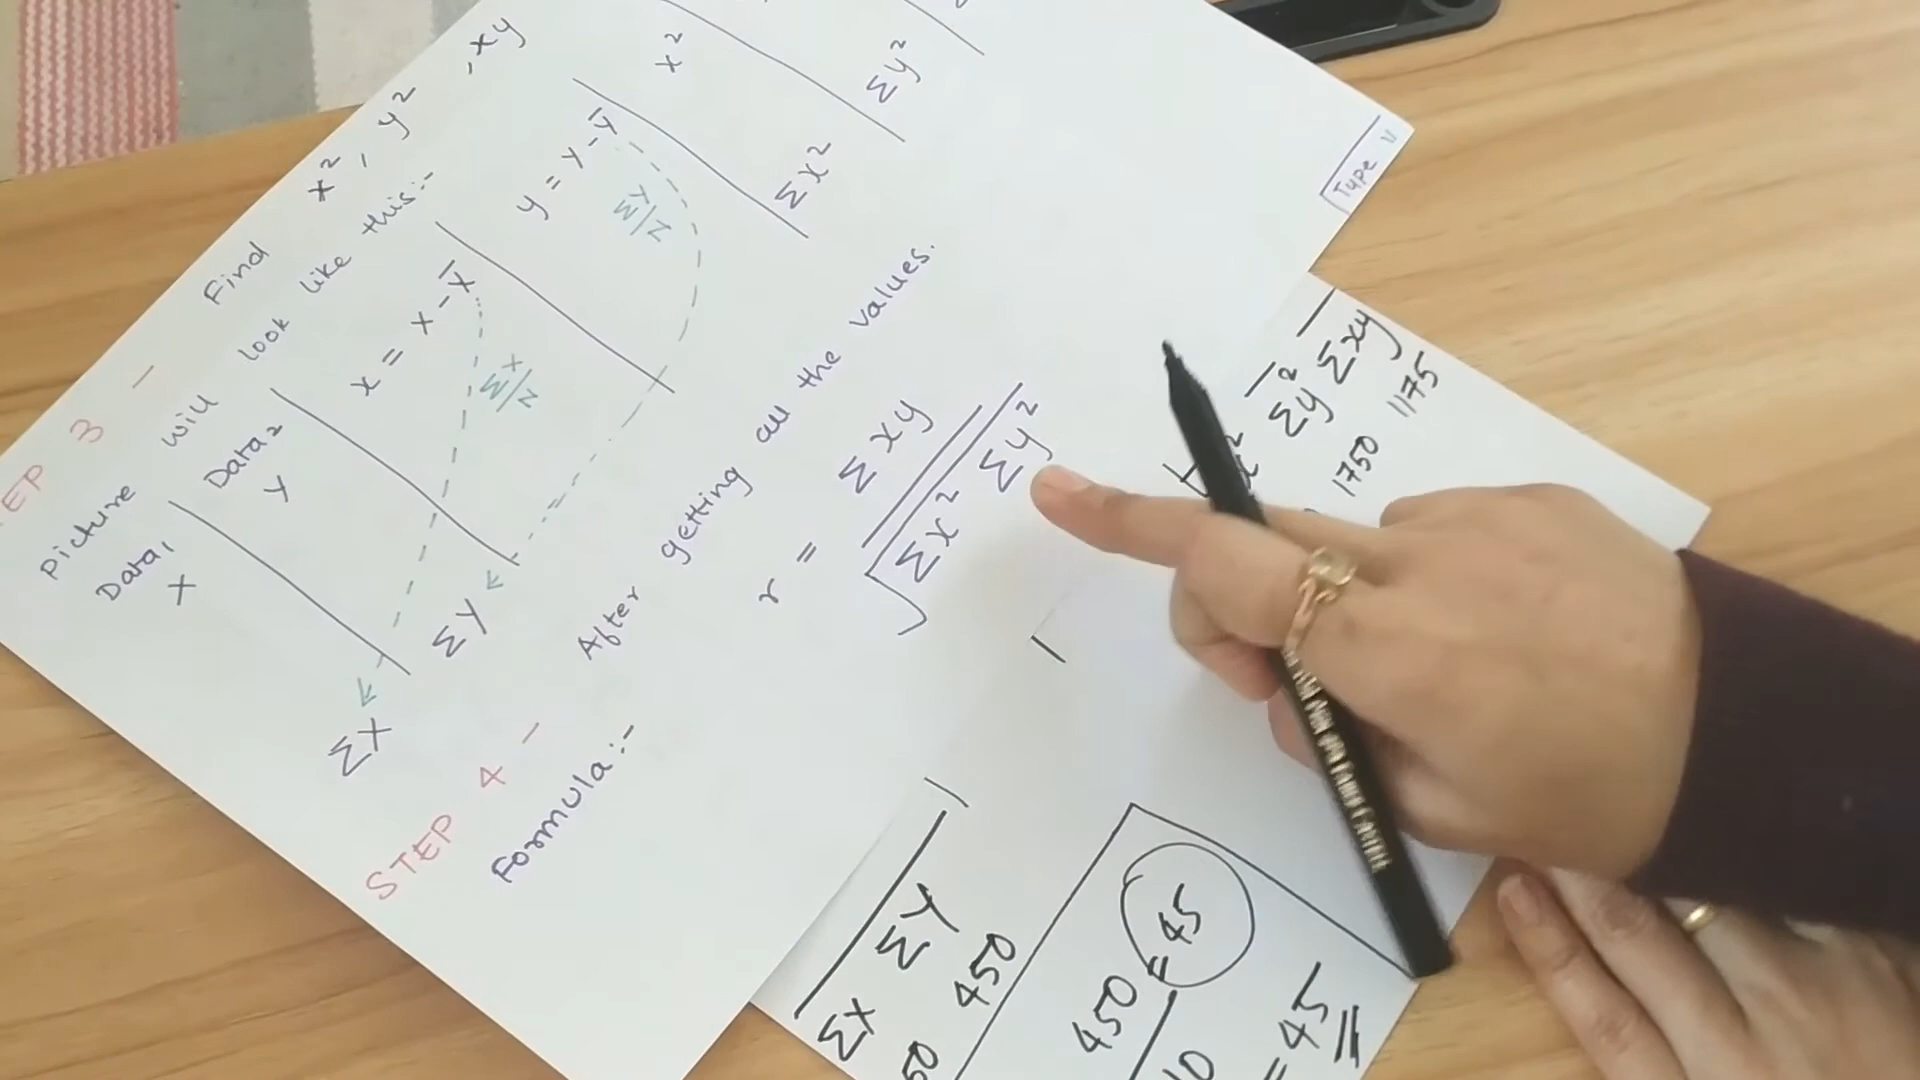 STEP 3 - Find x², y², xy
Picture will look like this:-
Data₁ Data₂
X Y x = X - X̅ y = Y - Y̅ x²
ΣX/N ΣY/N
ΣX ΣY Σx² Σy²
STEP 4 - After getting all the values.
Formula:-
r = Σxy
√Σx² Σy²
Type
Σy² Σxy
1750 1175
ΣX ΣY
50 450
450 = 45
10
= 45